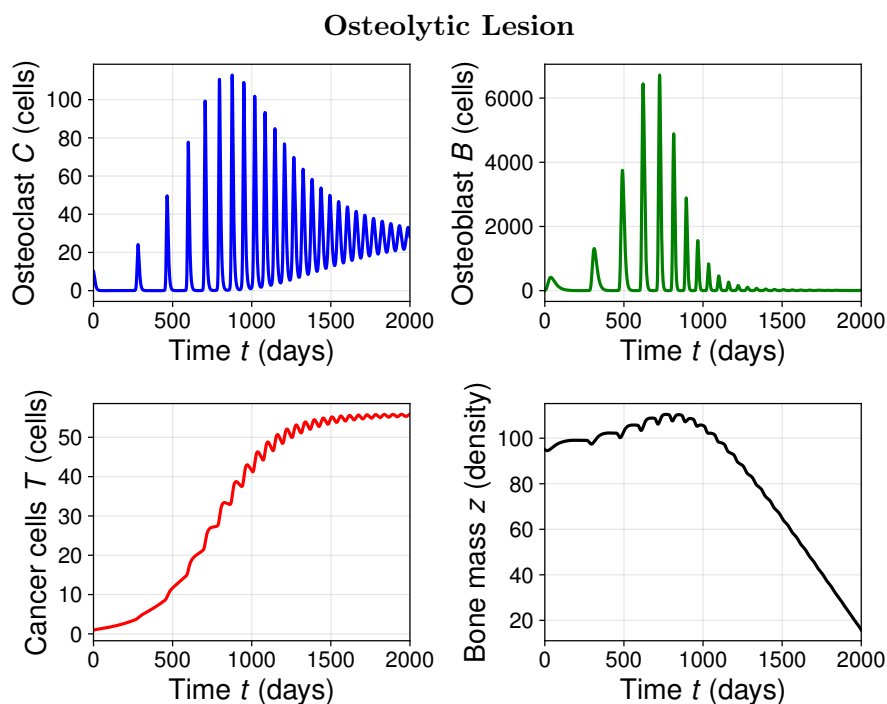 Osteolytic Lesion
Osteoclast C (cells)
100
80
60
40
20
0
0 500 1000 1500 2000
Time t (days)
Osteoblast B (cells)
6000
4000
2000
0
0 500 1000 1500 2000
Time t (days)
Cancer cells T (cells)
50
40
30
20
10
0
0 500 1000 1500 2000
Time t (days)
Bone mass z (density)
100
80
60
40
20
0 500 1000 1500 2000
Time t (days)